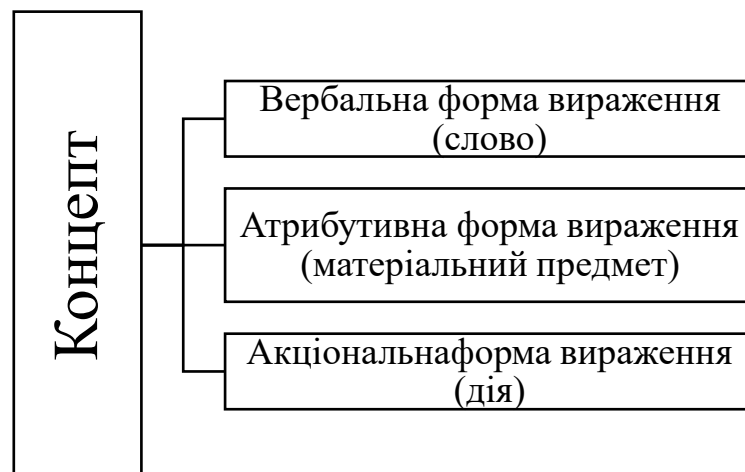 Концепт
Вербальна форма вираження
(слово)
Атрибутивна форма вираження
(матеріальний предмет)
Акціональнаформа вираження
(дія)